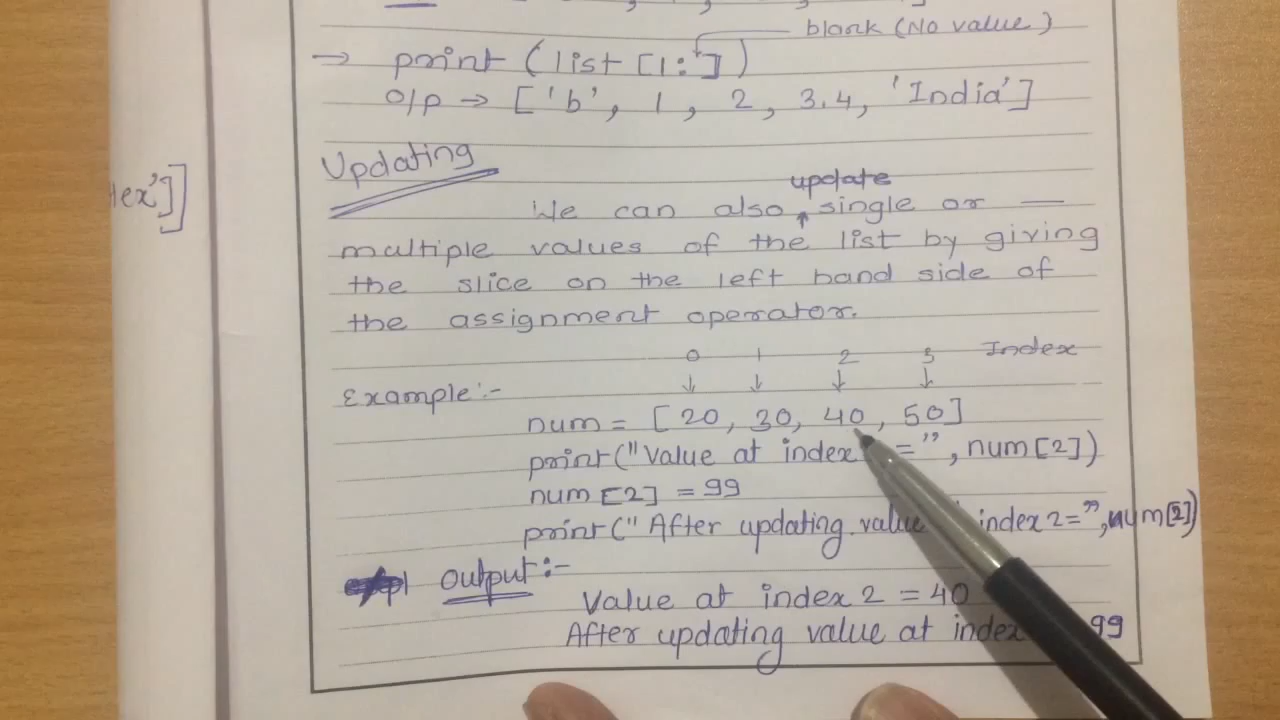 blank (No value)
→ print (list [1:])
O/p → ['b', 1, 2, 3.4, 'India']
lex']]
Updating
update
We can also single or —
multiple values of the list by giving
the slice on the left hand side of
the assignment operator.
0 1 2 3 Index
Example:-
num = [20, 30, 40, 50]
print("Value at index =", num[2])
num [2] = 99
print(" After updating value index 2=", num[2])
Output:-
Value at index 2 = 40
After updating value at index 99